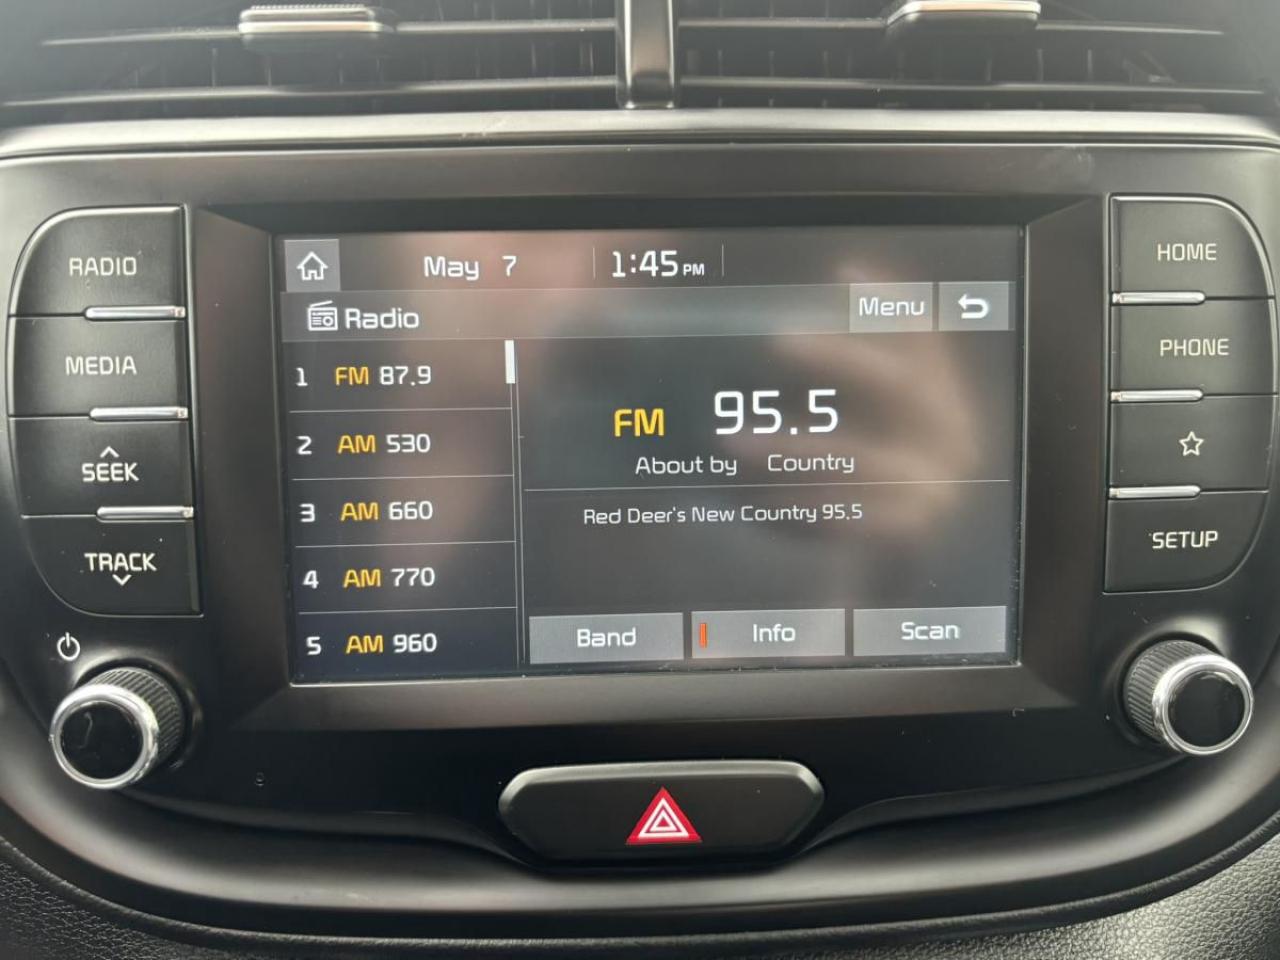 RADIO
MEDIA
SEEK
TRACK
May 7 1:45 PM
Radio Menu
1 FM 87.9
2 AM 530
3 AM 660
4 AM 770
5 AM 960
FM 95.5
About by Country
Red Deer's New Country 95.5
Band Info Scan
HOME
PHONE
SETUP